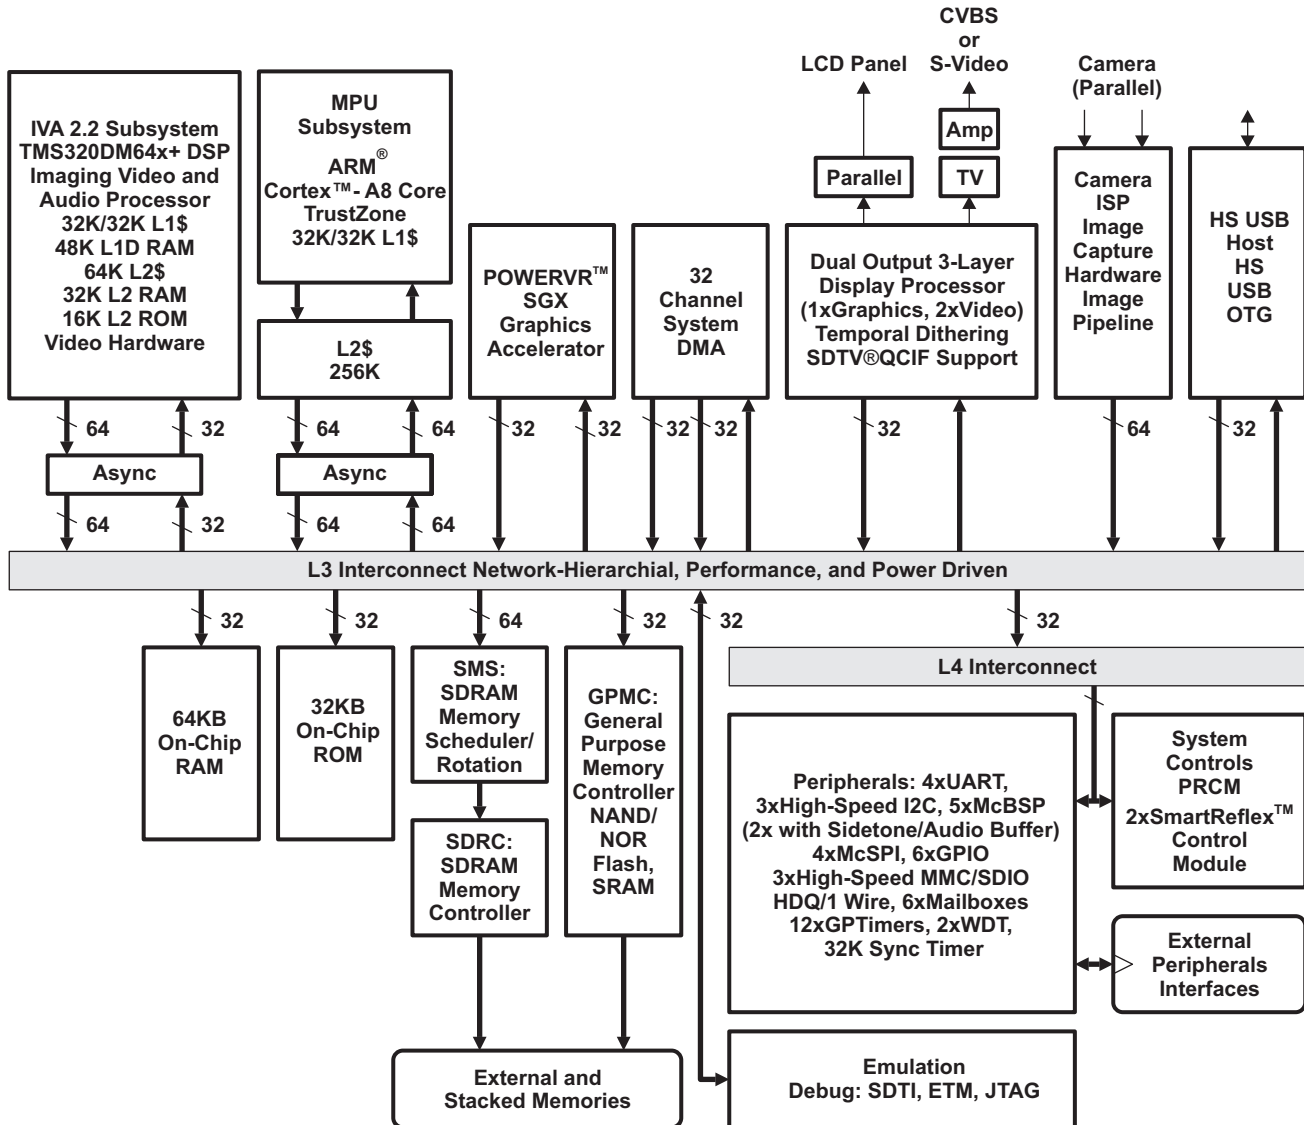 CVBS
or
S-Video
LCD Panel
Camera
(Parallel)
IVA 2.2 Subsystem
TMS320DM64x+ DSP
Imaging Video and
Audio Processor
32K/32K L1$
48K L1D RAM
64K L2$
32K L2 RAM
16K L2 ROM
Video Hardware
MPU
Subsystem
ARM®
Cortex™- A8 Core
TrustZone
32K/32K L1$
L2$
256K
POWERVR™
SGX
Graphics
Accelerator
32
Channel
System
DMA
Parallel
Amp
TV
Dual Output 3-Layer
Display Processor
(1xGraphics, 2xVideo)
Temporal Dithering
SDTV®QCIF Support
Camera
ISP
Image
Capture
Hardware
Image
Pipeline
HS USB
Host
HS
USB
OTG
64
32
64
64
32
32
32
32
32
64
32
Async
Async
64
32
64
64
L3 Interconnect Network-Hierarchial, Performance, and Power Driven
32
32
64
32
32
32
64KB
On-Chip
RAM
32KB
On-Chip
ROM
SMS:
SDRAM
Memory
Scheduler/
Rotation
SDRC:
SDRAM
Memory
Controller
GPMC:
General
Purpose
Memory
Controller
NAND/
NOR
Flash,
SRAM
L4 Interconnect
Peripherals: 4xUART,
3xHigh-Speed I2C, 5xMcBSP
(2x with Sidetone/Audio Buffer)
4xMcSPI, 6xGPIO
3xHigh-Speed MMC/SDIO
HDQ/1 Wire, 6xMailboxes
12xGPTimers, 2xWDT,
32K Sync Timer
System
Controls
PRCM
2xSmartReflex™
Control
Module
External
Peripherals
Interfaces
External and
Stacked Memories
Emulation
Debug: SDTI, ETM, JTAG